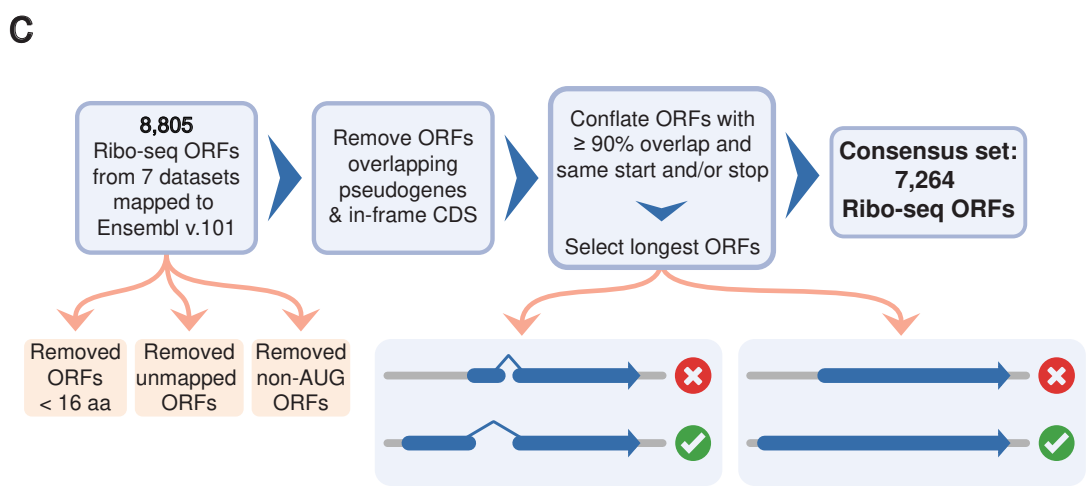 C
8,805
Ribo-seq ORFs
from 7 datasets
mapped to
Ensembl v.101
Remove ORFs
overlapping
pseudogenes
& in-frame CDS
Conflate ORFs with
≥ 90% overlap and
same start and/or stop
Select longest ORFs
Consensus set:
7,264
Ribo-seq ORFs
Removed
ORFs
< 16 aa
Removed
unmapped
ORFs
Removed
non-AUG
ORFs